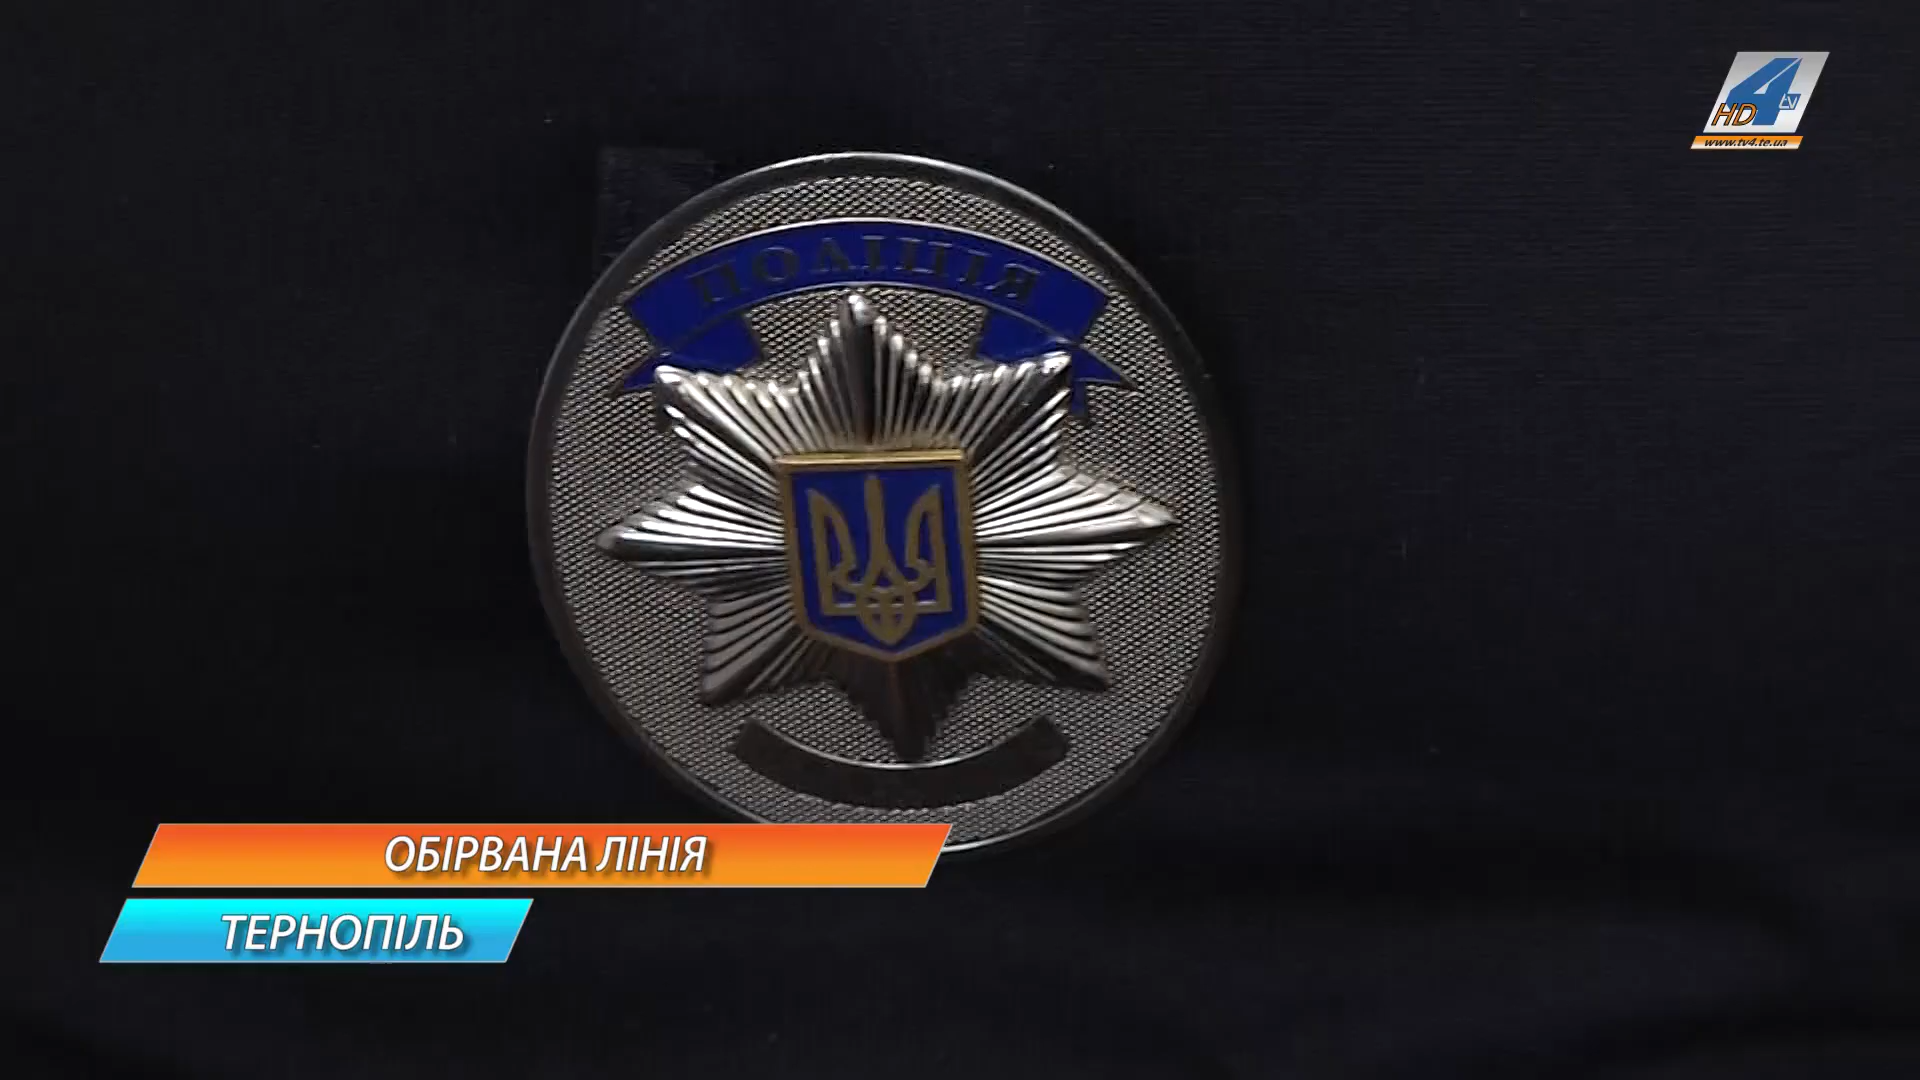 4
tv
HD
www.tv4.te.ua
ПОЛІЦІЯ
ОБІРВАНА ЛІНІЯ
ТЕРНОПІЛЬ